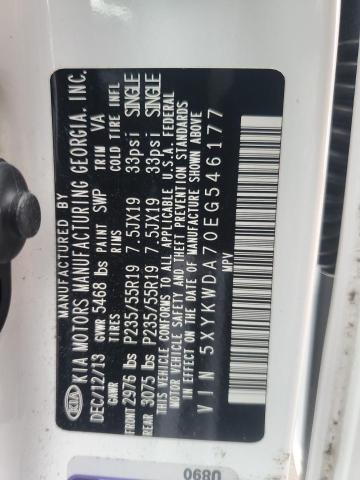 KIA
MANUFACTURED BY
KIA MOTORS MANUFACTURING GEORGIA, INC.
DEC/12/13 PAINT SWP TRIM VA
GVWR 5468 lbs
GAWR TIRES RIMS COLD TIRE INFL
FRONT 2976 lbs P235/55R19 7.5JX19 33psi SINGLE
REAR 3075 lbs P235/55R19 7.5JX19 33psi SINGLE
THIS VEHICLE CONFORMS TO ALL APPLICABLE U.S.A. FEDERAL
MOTOR VEHICLE SAFETY AND THEFT PREVENTION STANDARDS
IN EFFECT ON THE DATE OF MANUFACTURE SHOWN ABOVE.
VIN 5XYKWDA70EG546177
MPV
U890